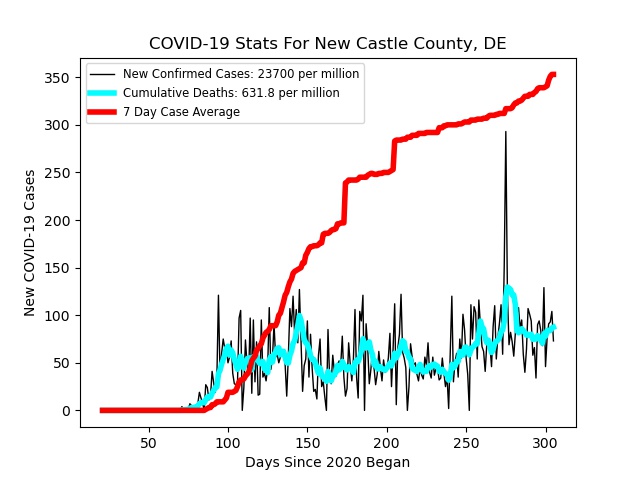 COVID-19 Stats For New Castle County, DE
New Confirmed Cases: 23700 per million
Cumulative Deaths: 631.8 per million
7 Day Case Average
New COVID-19 Cases
350
300
250
200
150
100
50
0
50
100
150
200
250
300
Days Since 2020 Began